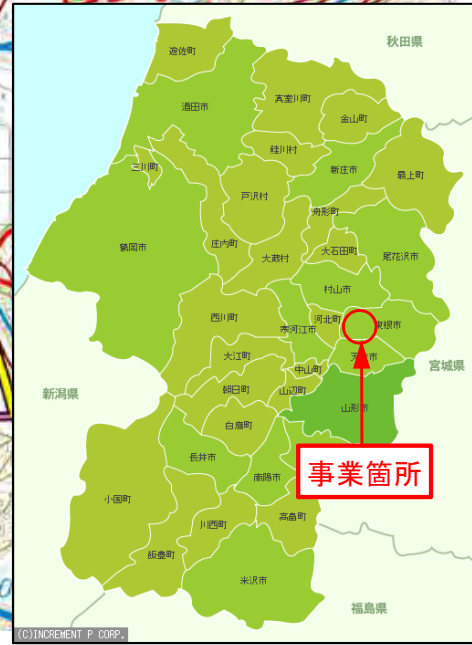 秋田県
遊佐町
酒田市
真室川町
金山町
鮭川村
新庄市
最上町
三川町
戸沢村
舟形町
鶴岡市
庄内町
大蔵村
大石田町
尾花沢市
村山市
西川町
寒河江市
河北町
東根市
大江町
中山町
天童市
宮城県
新潟県
朝日町
山辺町
山形市
白鷹町
長井市
南陽市
事業箇所
小国町
川西町
高畠町
飯豊町
米沢市
福島県
(C)INCREMENT P CORP.